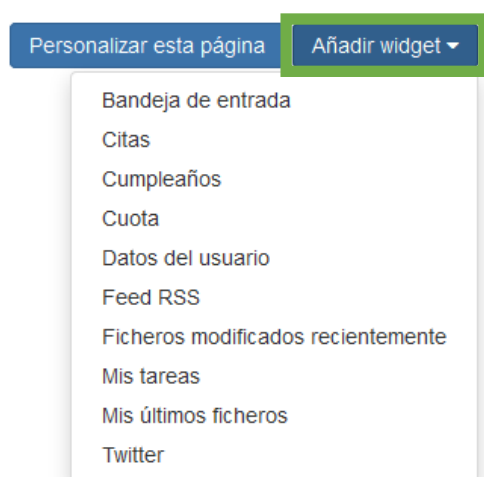 Personalizar esta página Añadir widget
Bandeja de entrada
Citas
Cumpleaños
Cuota
Datos del usuario
Feed RSS
Ficheros modificados recientemente
Mis tareas
Mis últimos ficheros
Twitter